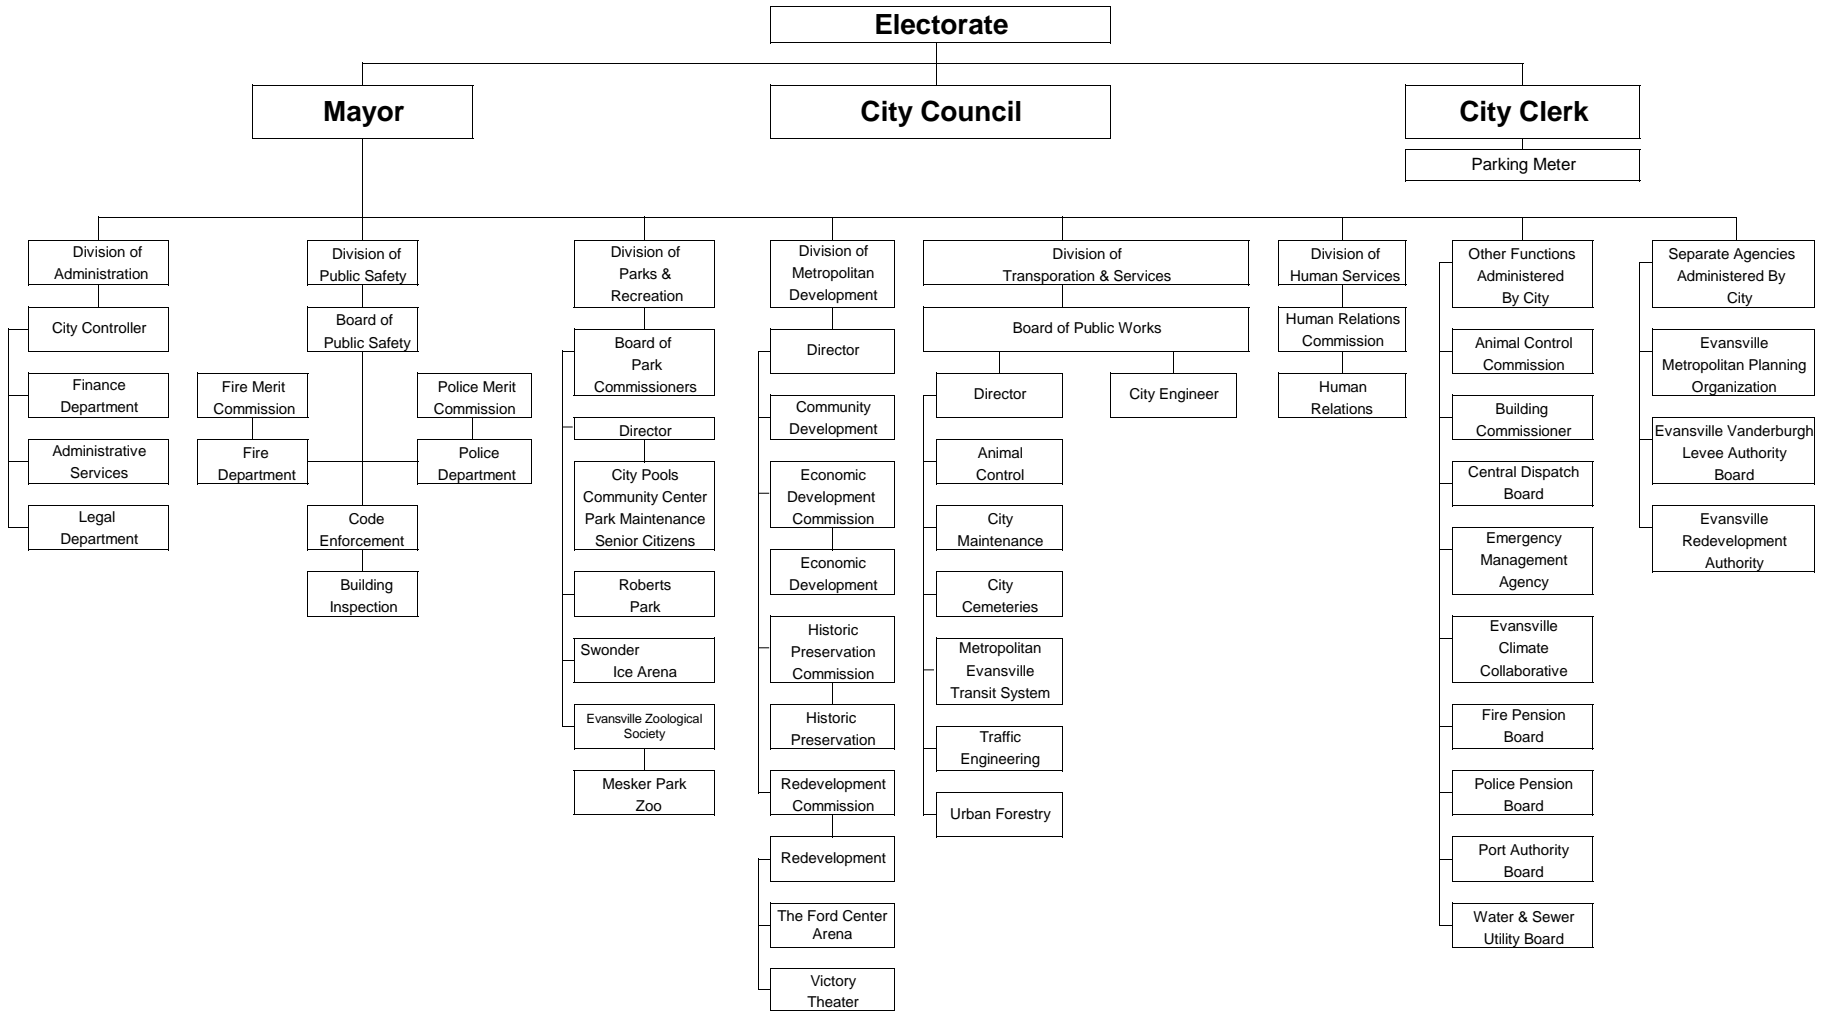 Electorate
Mayor
City Council
City Clerk
Parking Meter
Division of
Administration
City Controller
Finance
Department
Administrative
Services
Legal
Department
Division of
Public Safety
Board of
Public Safety
Fire Merit
Commission
Fire
Department
Police Merit
Commission
Police
Department
Code
Enforcement
Building
Inspection
Division of
Parks &
Recreation
Board of
Park
Commissioners
Director
City Pools
Community Center
Park Maintenance
Senior Citizens
Roberts
Park
Swonder
Ice Arena
Evansville Zoological
Society
Mesker Park
Zoo
Division of
Metropolitan
Development
Director
Community
Development
Economic
Development
Commission
Economic
Development
Historic
Preservation
Commission
Historic
Preservation
Redevelopment
Commission
Redevelopment
The Ford Center
Arena
Victory
Theater
Division of
Transporation & Services
Board of Public Works
Director
City Engineer
Animal
Control
City
Maintenance
City
Cemeteries
Metropolitan
Evansville
Transit System
Traffic
Engineering
Urban Forestry
Division of
Human Services
Human Relations
Commission
Human
Relations
Other Functions
Administered
By City
Animal Control
Commission
Building
Commissioner
Central Dispatch
Board
Emergency
Management
Agency
Evansville
Climate
Collaborative
Fire Pension
Board
Police Pension
Board
Port Authority
Board
Water & Sewer
Utility Board
Separate Agencies
Administered By
City
Evansville
Metropolitan Planning
Organization
Evansville Vanderburgh
Levee Authority
Board
Evansville
Redevelopment
Authority